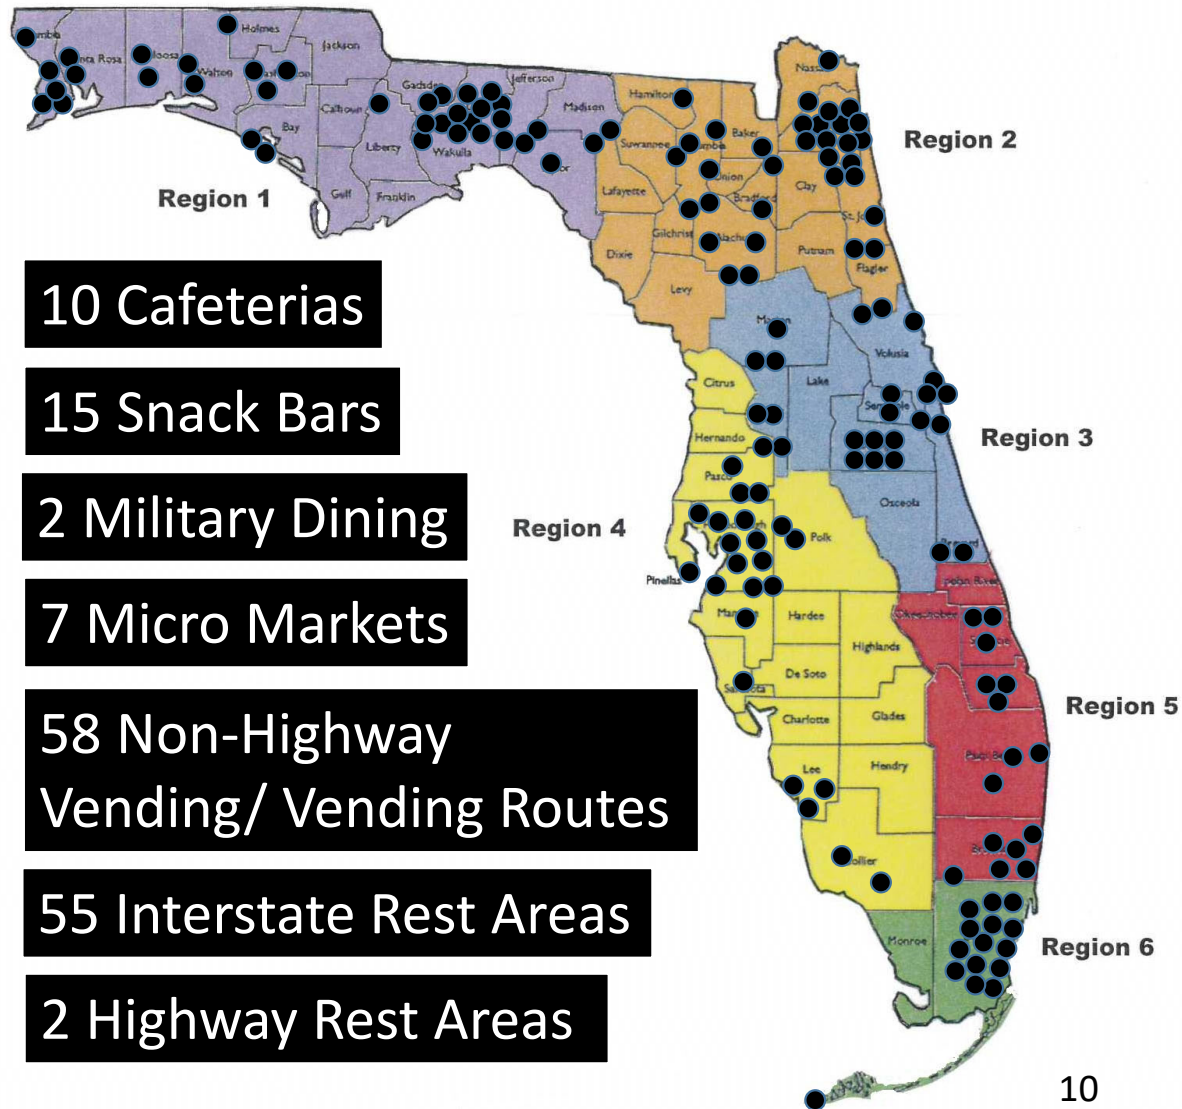 Holmes
Jackson
Walton
Gadsden
Jefferson
Madison
Calhoun
Bay
Liberty
Wakulla
Gulf
Franklin
Region 1
Hamilton
Suwannee
Baker
Lafayette
Bradford
Clay
Gilchrist
Dixie
Putnam
Flagler
Levy
Region 2
Volusia
Lake
Osceola
Region 3
Citrus
Hernando
Pasco
Polk
Pinellas
Hardee
Highlands
De Soto
Charlotte
Glades
Lee
Hendry
Region 4
Region 5
Monroe
Region 6
10 Cafeterias
15 Snack Bars
2 Military Dining
7 Micro Markets
58 Non-Highway
Vending/ Vending Routes
55 Interstate Rest Areas
2 Highway Rest Areas
10